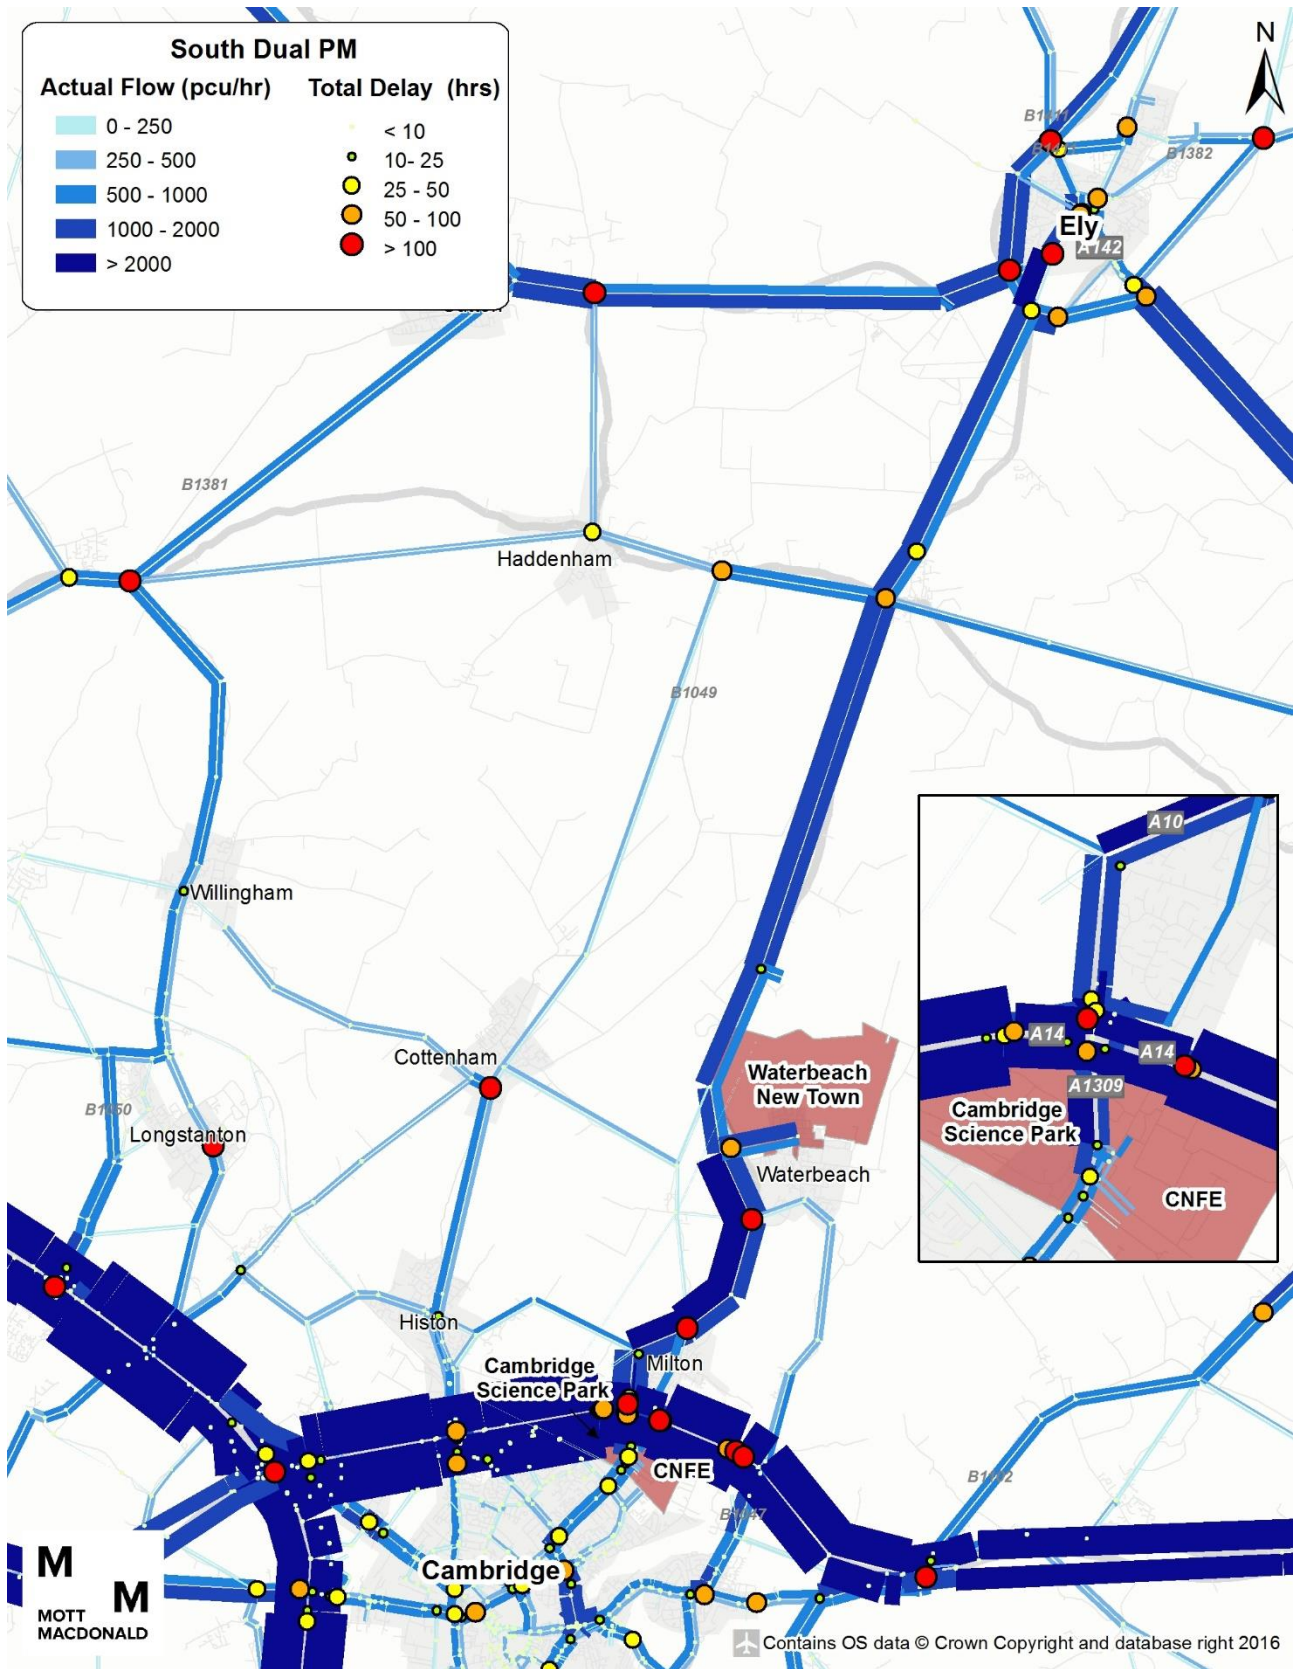 South Dual PM
Actual Flow (pcu/hr)
0 - 250
250 - 500
500 - 1000
1000 - 2000
> 2000
Total Delay (hrs)
< 10
10- 25
25 - 50
50 - 100
> 100
N
B1411
B1382
Ely
A142
B1381
Haddenham
B1049
Willingham
A10
Cottenham
Waterbeach
New Town
A14
A14
A1309
B1050
Longstanton
Cambridge
Science Park
Waterbeach
CNFE
Histon
Milton
Cambridge
Science Park
CNFE
B1047
Cambridge
M
M
MOTT
MACDONALD
Contains OS data © Crown Copyright and database right 2016